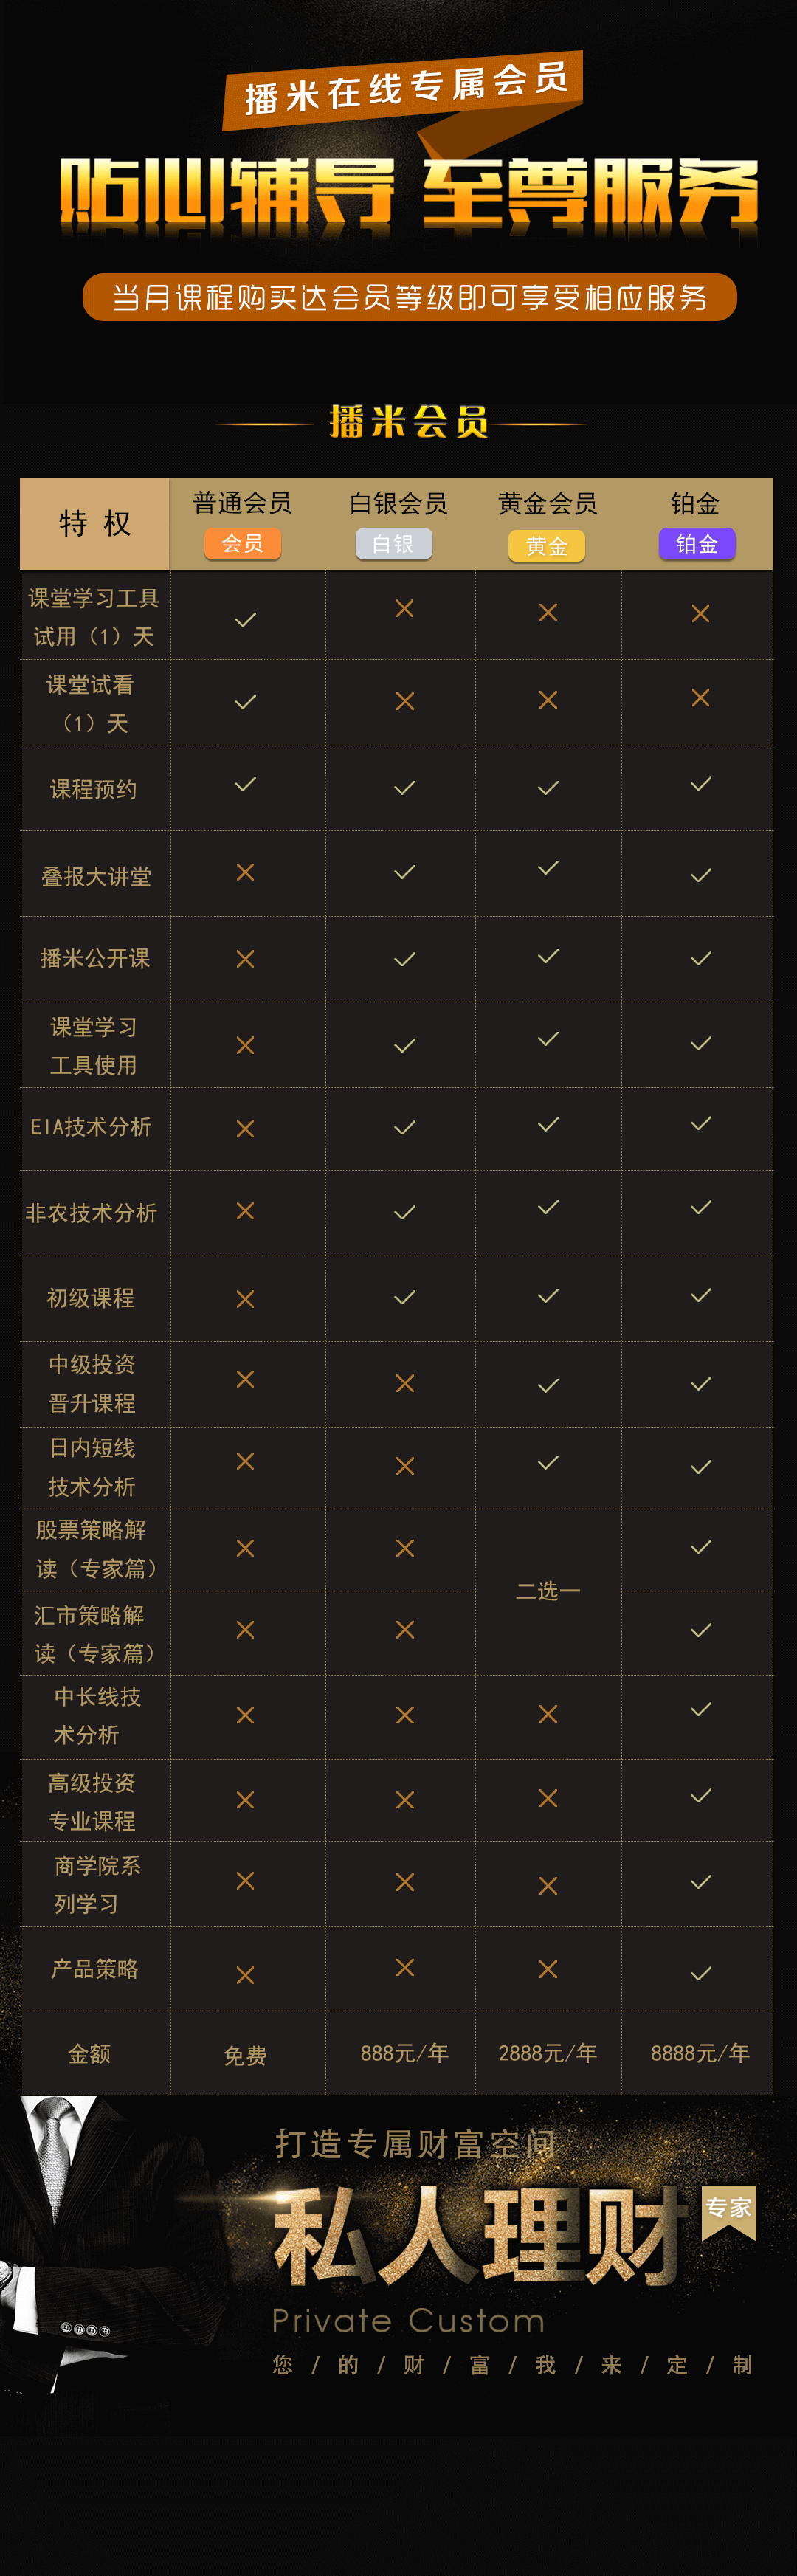 播米在线专属会员
贴心辅导 至尊服务
当月课程购买达会员等级即可享受相应服务
播米会员
特 权
普通会员 白银会员 黄金会员 铂金
会员 白银 黄金 铂金
课堂学习工具
试用（1）天
课堂试看
（1）天
课程预约
叠报大讲堂
播米公开课
课堂学习
工具使用
EIA技术分析
非农技术分析
初级课程
中级投资
晋升课程
日内短线
技术分析
股票策略解
读（专家篇）
二选一
汇市策略解
读（专家篇）
中长线技
术分析
高级投资
专业课程
商学院系
列学习
产品策略
金额 免费 888元/年 2888元/年 8888元/年
打造专属财富空间
私人理财
专家
Private Custom
您 / 的 / 财 / 富 / 我 / 来 / 定 / 制